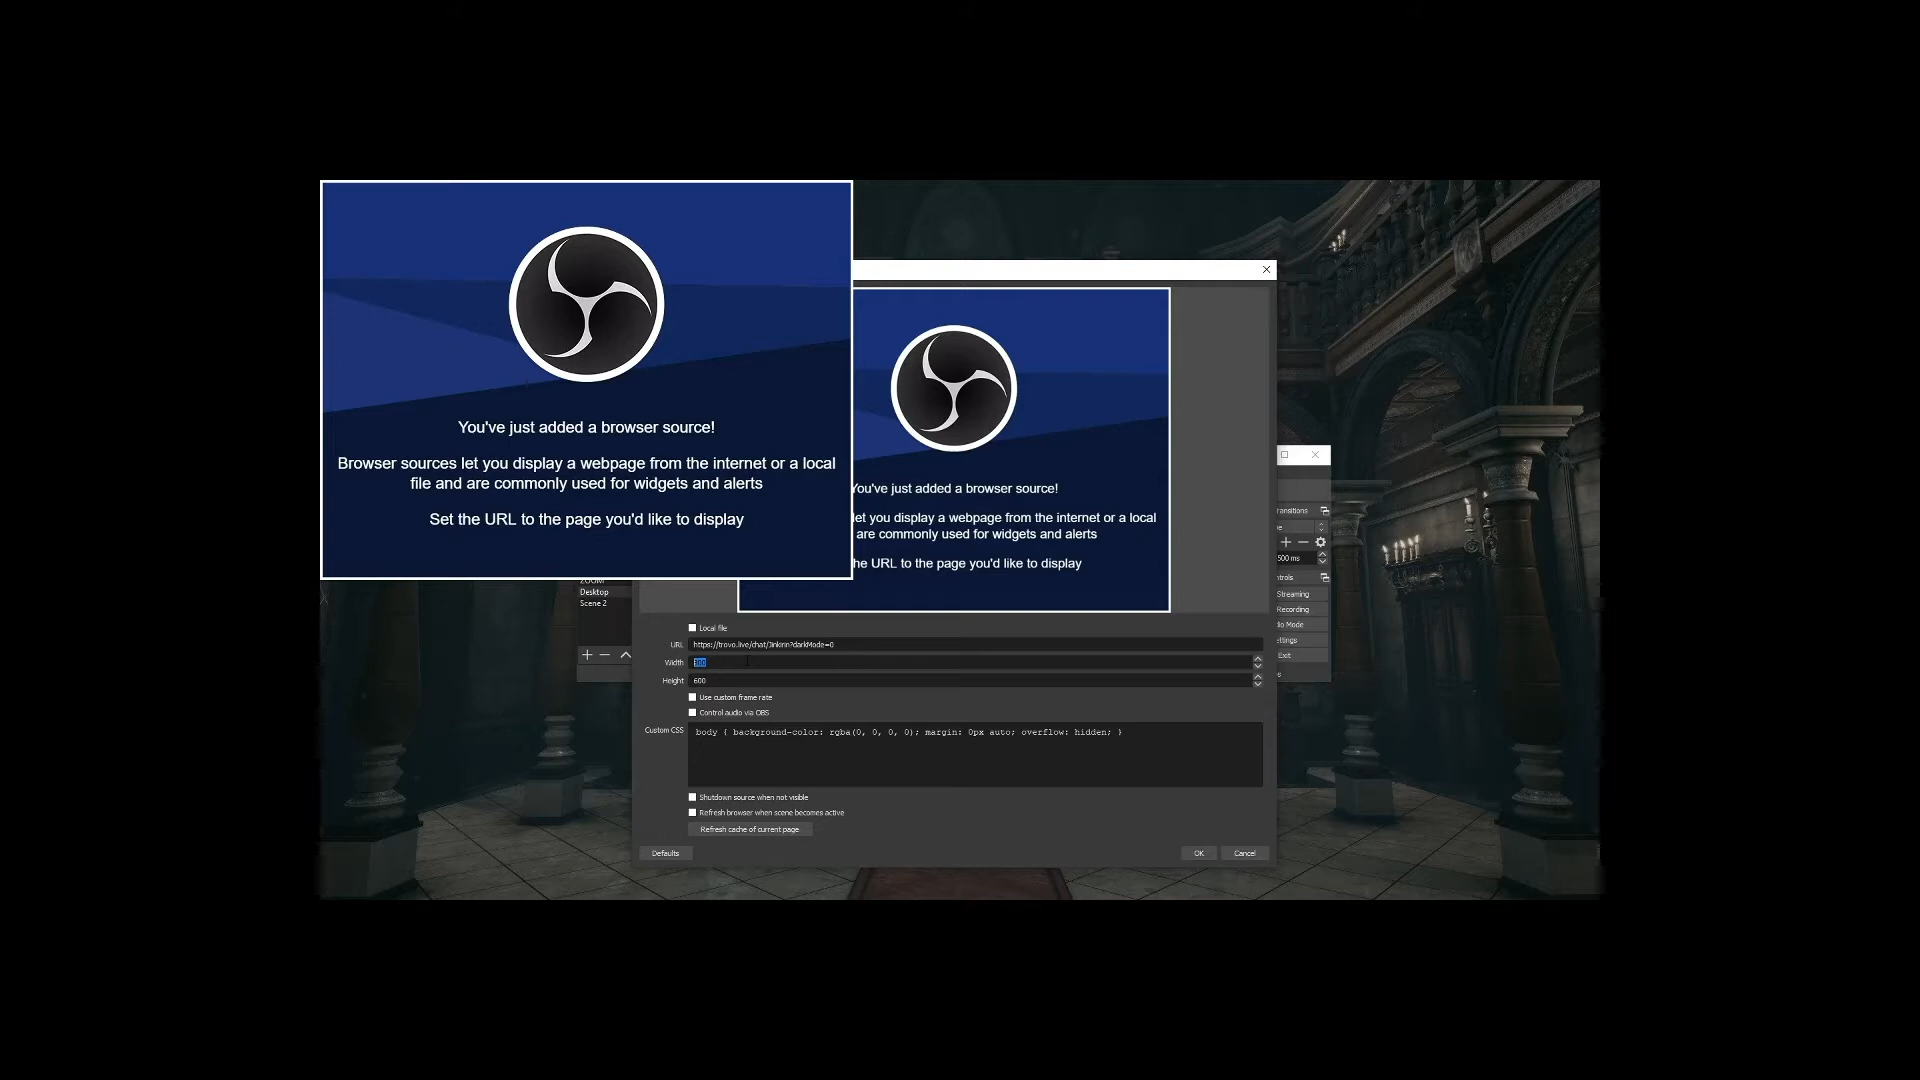 You've just added a browser source!
Browser sources let you display a webpage from the internet or a local
file and are commonly used for widgets and alerts
Set the URL to the page you'd like to display
You've just added a browser source!
let you display a webpage from the internet or a local
are commonly used for widgets and alerts
he URL to the page you'd like to display
ZOOM
Desktop
Scene 2
ransitions
500 ms
Streaming
Recording
dio Mode
ettings
Exit
Local file
URL https://trovo.live/chat/Jinkirin?darkMode=0
Width
Height 600
Use custom frame rate
Control audio via OBS
Custom CSS body { background-color: rgba(0, 0, 0, 0); margin: 0px auto; overflow: hidden; }
Shutdown source when not visible
Refresh browser when scene becomes active
Refresh cache of current page
Defaults OK Cancel